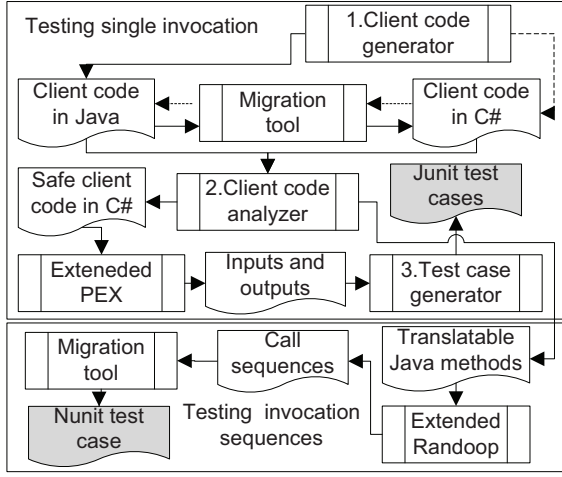 Testing single invocation
1.Client code
generator
Client code
in Java
Migration
tool
Client code
in C#
Safe client
code in C#
2.Client code
analyzer
Junit test
cases
Exteneded
PEX
Inputs and
outputs
3.Test case
generator
Migration
tool
Call
sequences
Translatable
Java methods
Nunit test
case
Testing invocation
sequences
Extended
Randoop